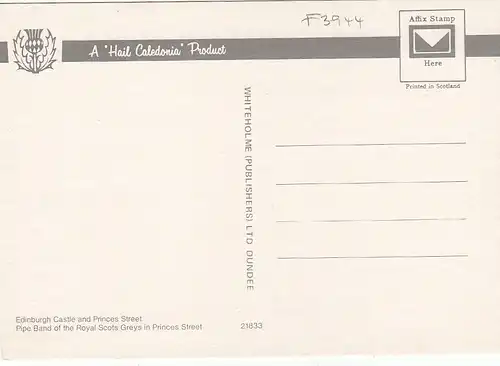 F3944
A "Hail Caledonia" Product
Affix Stamp
Here
Printed in Scotland
WHITEHOLME (PUBLISHERS) LTD DUNDEE
Edinburgh Castle and Princes Street
Pipe Band of the Royal Scots Greys in Princes Street
21833